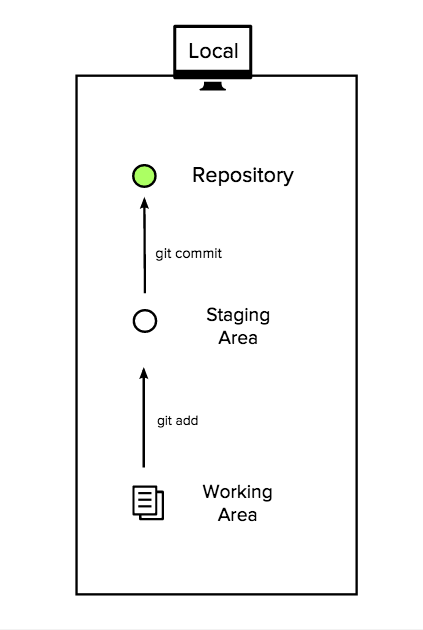 Local
Repository
git commit
Staging
Area
git add
Working
Area